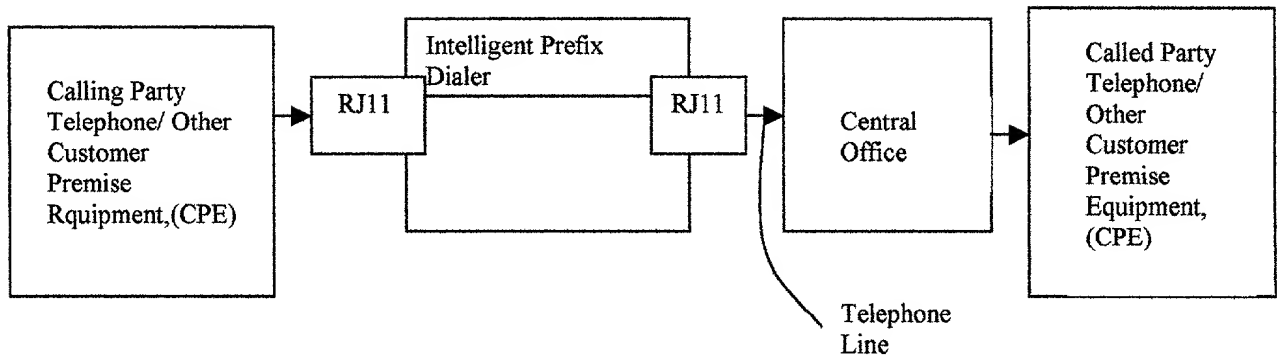 Calling Party
Telephone/ Other
Customer
Premise
Rquipment,(CPE)
RJ11
Intelligent Prefix
Dialer
RJ11
Central
Office
Called Party
Telephone/
Other
Customer
Premise
Equipment,
(CPE)
Telephone
Line